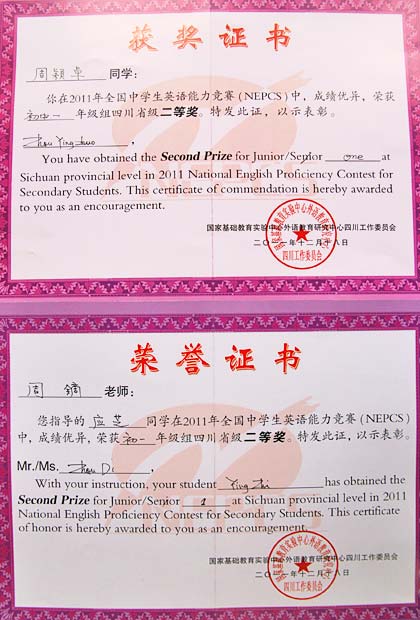 获奖证书
周颖卓 同学：
你在2011年全国中学生英语能力竞赛（NEPCS）中，成绩优异，荣获
初中一 年级组四川省级二等奖。特发此证，以示表彰。
Zhou Yingzhuo ,
You have obtained the Second Prize for Junior/Senior one at
Sichuan provincial level in 2011 National English Proficiency Contest for
Secondary Students. This certificate of commendation is hereby awarded
to you as an encouragement.
国家基础教育实验中心外语教育研究中心四川工作委员会
二〇一一年十二月十八日
四川工作委员会
荣誉证书
周 镝 老师：
您指导的 应芝 同学在2011年全国中学生英语能力竞赛（NEPCS）
中，成绩优异，荣获 初一 年级组四川省级二等奖。特发此证，以示表彰。
Mr./Ms. Zhou Di ,
With your instruction, your student Ying Zhi has obtained the
Second Prize for Junior/Senior 1 at Sichuan provincial level in 2011
National English Proficiency Contest for Secondary Students. This certificate
of honor is hereby awarded to you as an encouragement.
国家基础教育实验中心外语教育研究中心四川工作委员会
二〇一一年十二月十八日
四川工作委员会